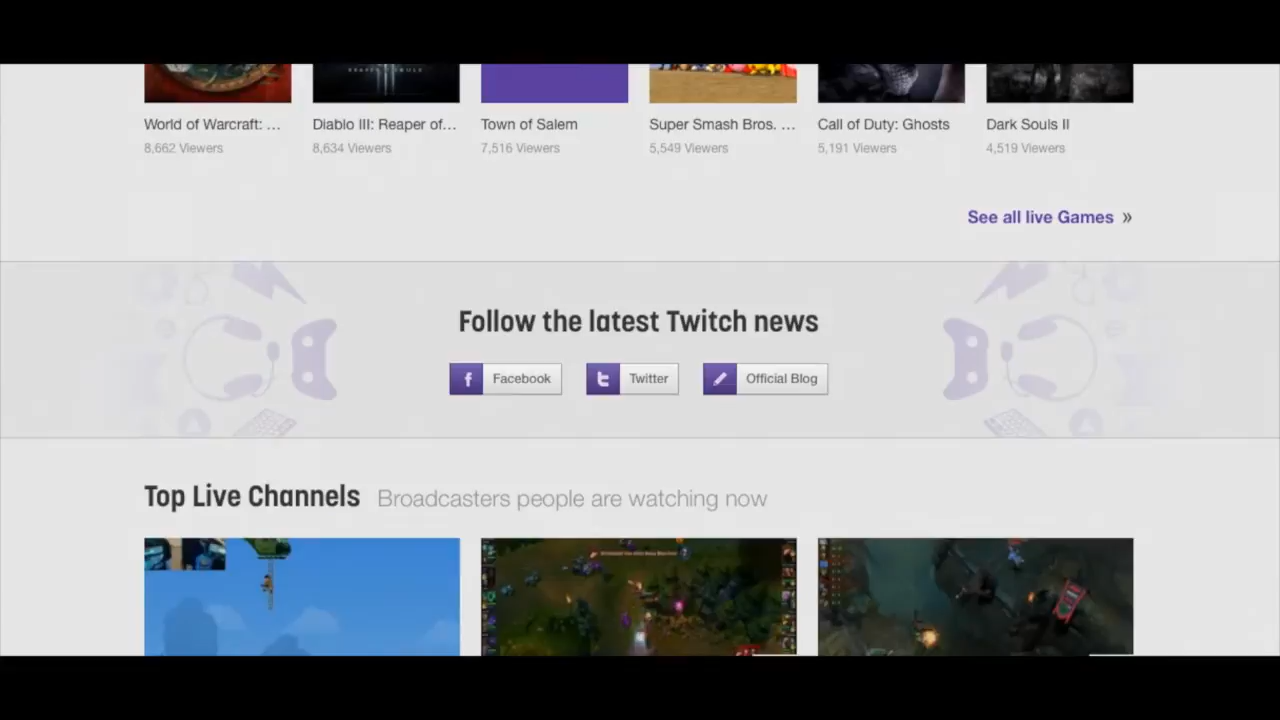 World of Warcraft: ...
Diablo III: Reaper of...
Town of Salem
Super Smash Bros. ...
Call of Duty: Ghosts
Dark Souls II
8,662 Viewers
8,634 Viewers
7,516 Viewers
5,549 Viewers
5,191 Viewers
4,519 Viewers
See all live Games »
Follow the latest Twitch news
Facebook
Twitter
Official Blog
Top Live Channels Broadcasters people are watching now